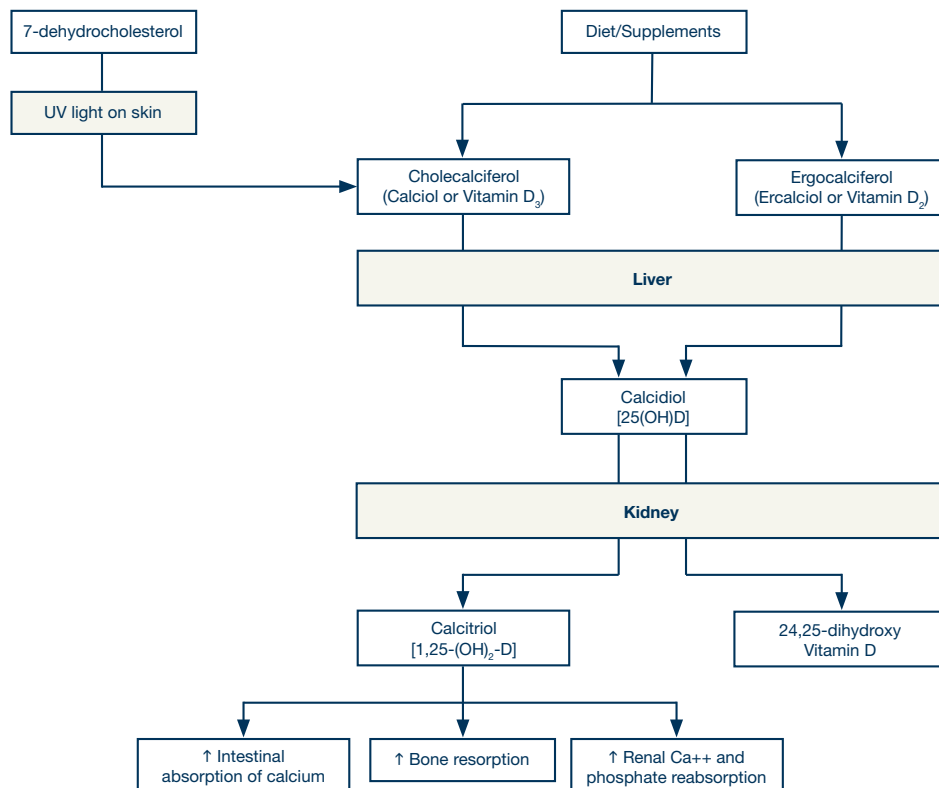 7-dehydrocholesterol
Diet/Supplements
UV light on skin
Cholecalciferol
(Calciol or Vitamin D₃)
Ergocalciferol
(Ercalciol or Vitamin D₂)
Liver
Calcidiol
[25(OH)D]
Kidney
Calcitriol
[1,25-(OH)₂-D]
24,25-dihydroxy
Vitamin D
↑ Intestinal
absorption of calcium
↑ Bone resorption
↑ Renal Ca++ and
phosphate reabsorption